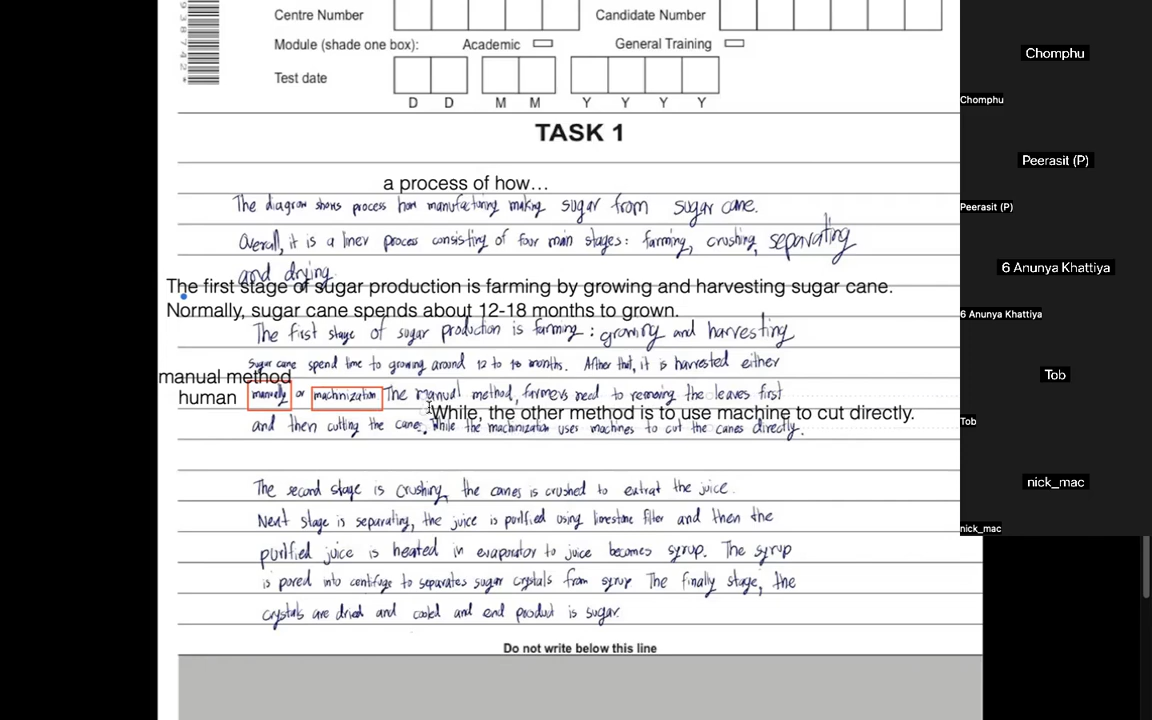 Centre Number
Candidate Number
Module (shade one box):
Academic
General Training
Test date
D D M M Y Y Y Y
TASK 1
a process of how…
The diagram shows process how manufacturing making sugar from sugar cane.
Overall, it is a liner process consisting of four main stages: farming, crushing, separating
and drying.
The first stage of sugar production is farming by growing and harvesting sugar cane.
Normally, sugar cane spends about 12-18 months to grown.
The first stage of sugar production is farming: growing and harvesting
sugar cane spend time to growing around 12 to 18 months. After that, it is harvested either
manual method
human
manually or machinization The manual method, farmers need to removing the leaves first
While, the other method is to use machine to cut directly.
and then cutting the cane. While the machinization uses machines to cut the canes directly.
The second stage is crushing, the canes is crushed to extrat the juice.
Next stage is separating, the juice is purified using limestone filter and then the
purified juice is heated in evaporator to juice becomes syrup. The syrup
is pored into centifuge to separates sugar crystals from syrup The finally stage, the
crystals are dried and cooled and end product is sugar.
Do not write below this line
Chomphu
Chomphu
Peerasit (P)
Peerasit (P)
6 Anunya Khattiya
6 Anunya Khattiya
Tob
Tob
nick_mac
nick_mac